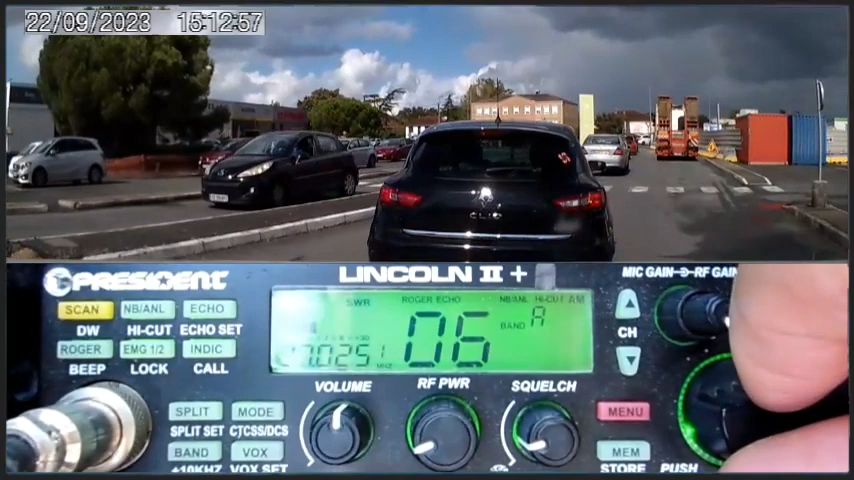 22/09/2023 15:12:57
CLIO
PRESIDENT
LINCOLN II +
MIC GAIN RF GAIN
SCAN NB/ANL ECHO
DW HI-CUT ECHO SET
ROGER EMG 1/2 INDIC
BEEP LOCK CALL
SWR ROGER ECHO NB/ANL HI-CUT AM
06 BAND A
27.0251 MHz
CH
VOLUME RF PWR SQUELCH
SPLIT MODE
SPLIT SET CTCSS/DCS
BAND VOX
+10KHZ VOX SET
MENU
MEM
STORE PUSH